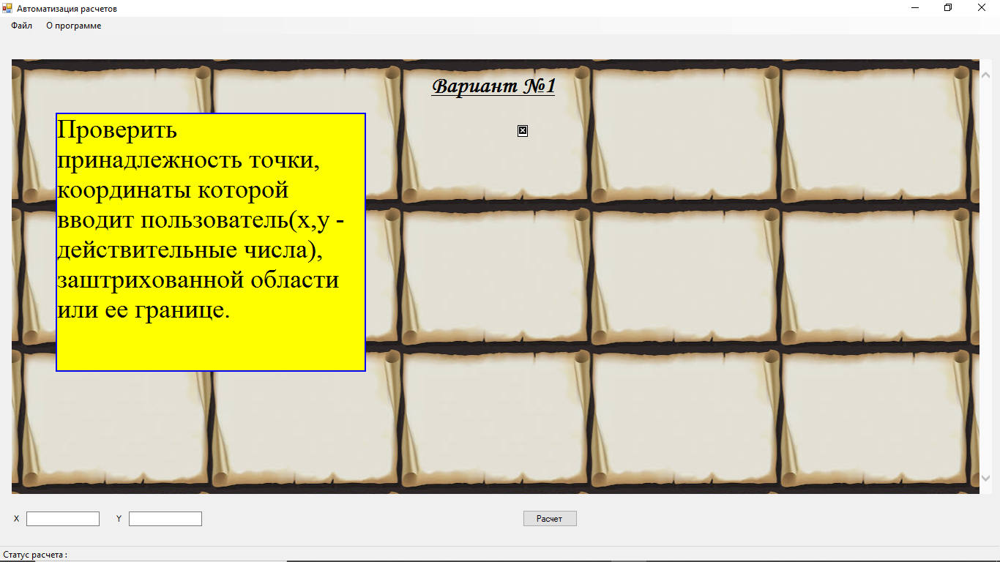 Автоматизация расчетов
Файл О программе
Вариант №1
Проверить
принадлежность точки,
координаты которой
вводит пользователь(x,y -
действительные числа),
заштрихованной области
или ее границе.
X Y Расчет
Статус расчета :